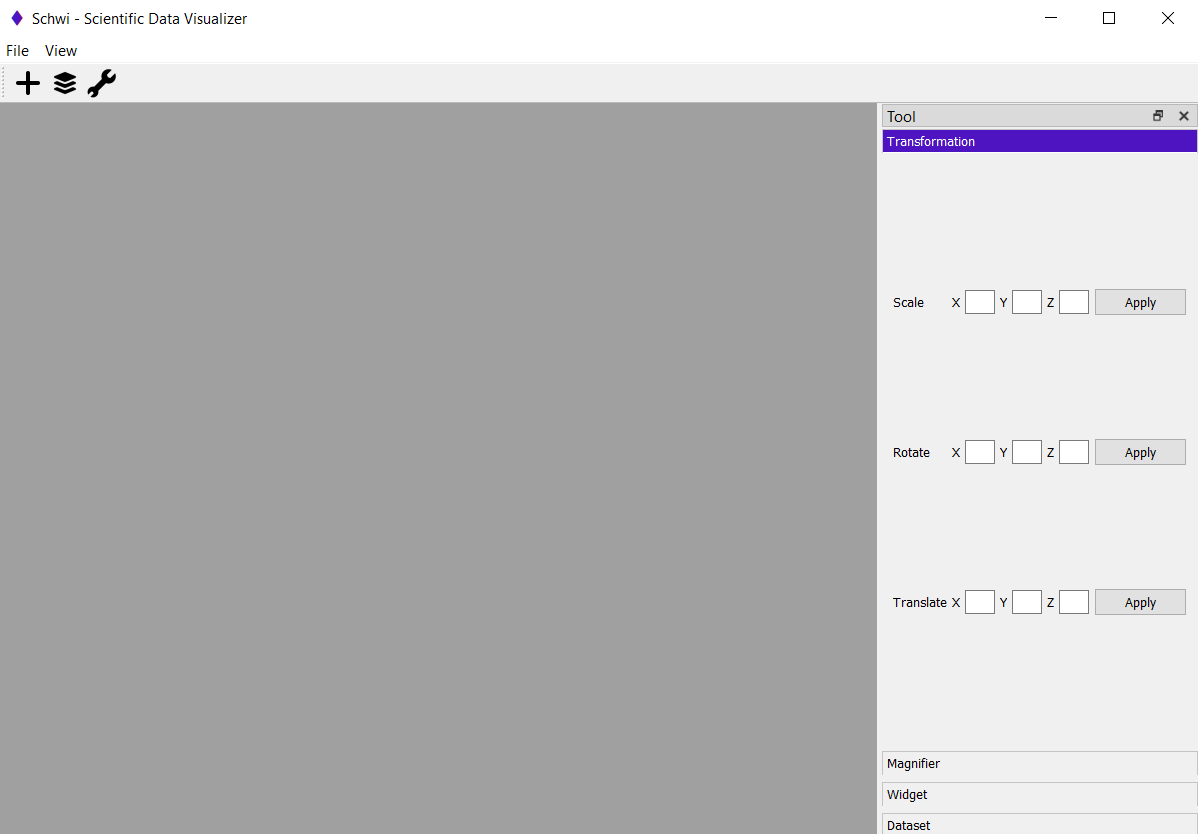 Schwi - Scientific Data Visualizer
File View
Tool
Transformation
Scale X Y Z Apply
Rotate X Y Z Apply
Translate X Y Z Apply
Magnifier
Widget
Dataset